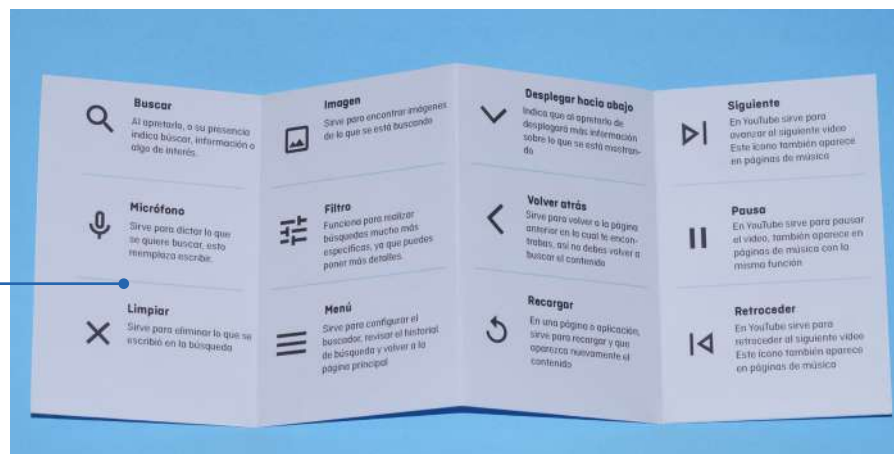 Buscar
Al apretarlo, o su presencia
indica búscar, información o
algo de interés.
Micrófono
Sirve para dictar lo que
se quiere buscar, esto
reemplaza escribir.
Limpiar
Sirve para eliminar lo que se
escribió en la búsqueda
Imagen
Sirve para encontrar imágenes
de lo que se está buscando
Filtro
Funciona para realizar
búsquedas mucho más
específicas, ya que puedes
poner más detalles.
Menú
Sirve para configurar el
buscador, revisar el historial
de búsqueda y volver a la
página principal
Desplegar hacia abajo
Indica que al apretarlo de
desplegará más información
sobre lo que se está mostran-
do
Volver atrás
Sirve para volver a la página
anterior en la cual te encon-
trabas, así no debes volver a
buscar el contenido
Recargar
En una página o aplicación,
sirve para recargar y que
aparezca nuevamente el
contenido
Siguiente
En YouTube sirve para
avanzar al siguiente video
Este ícono también aparece
en páginas de música
Pausa
En YouTube sirve para pausar
el video, también aparece en
páginas de música con la
misma función
Retroceder
En YouTube sirve para
retroceder al siguiente video
Este ícono también aparece
en páginas de música